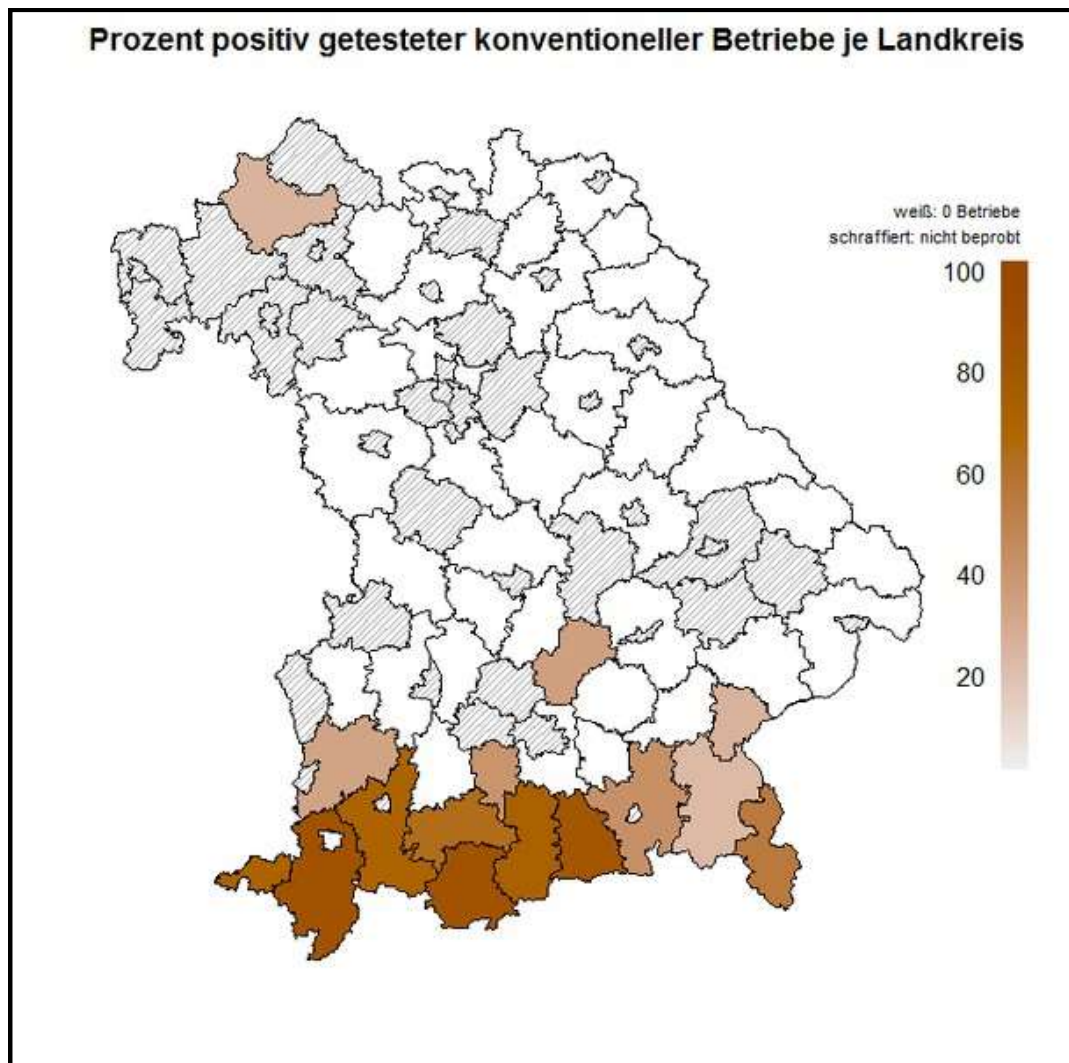 Prozent positiv getesteter konventioneller Betriebe je Landkreis
weiß: 0 Betriebe
schraffiert: nicht beprobt
100
80
60
40
20